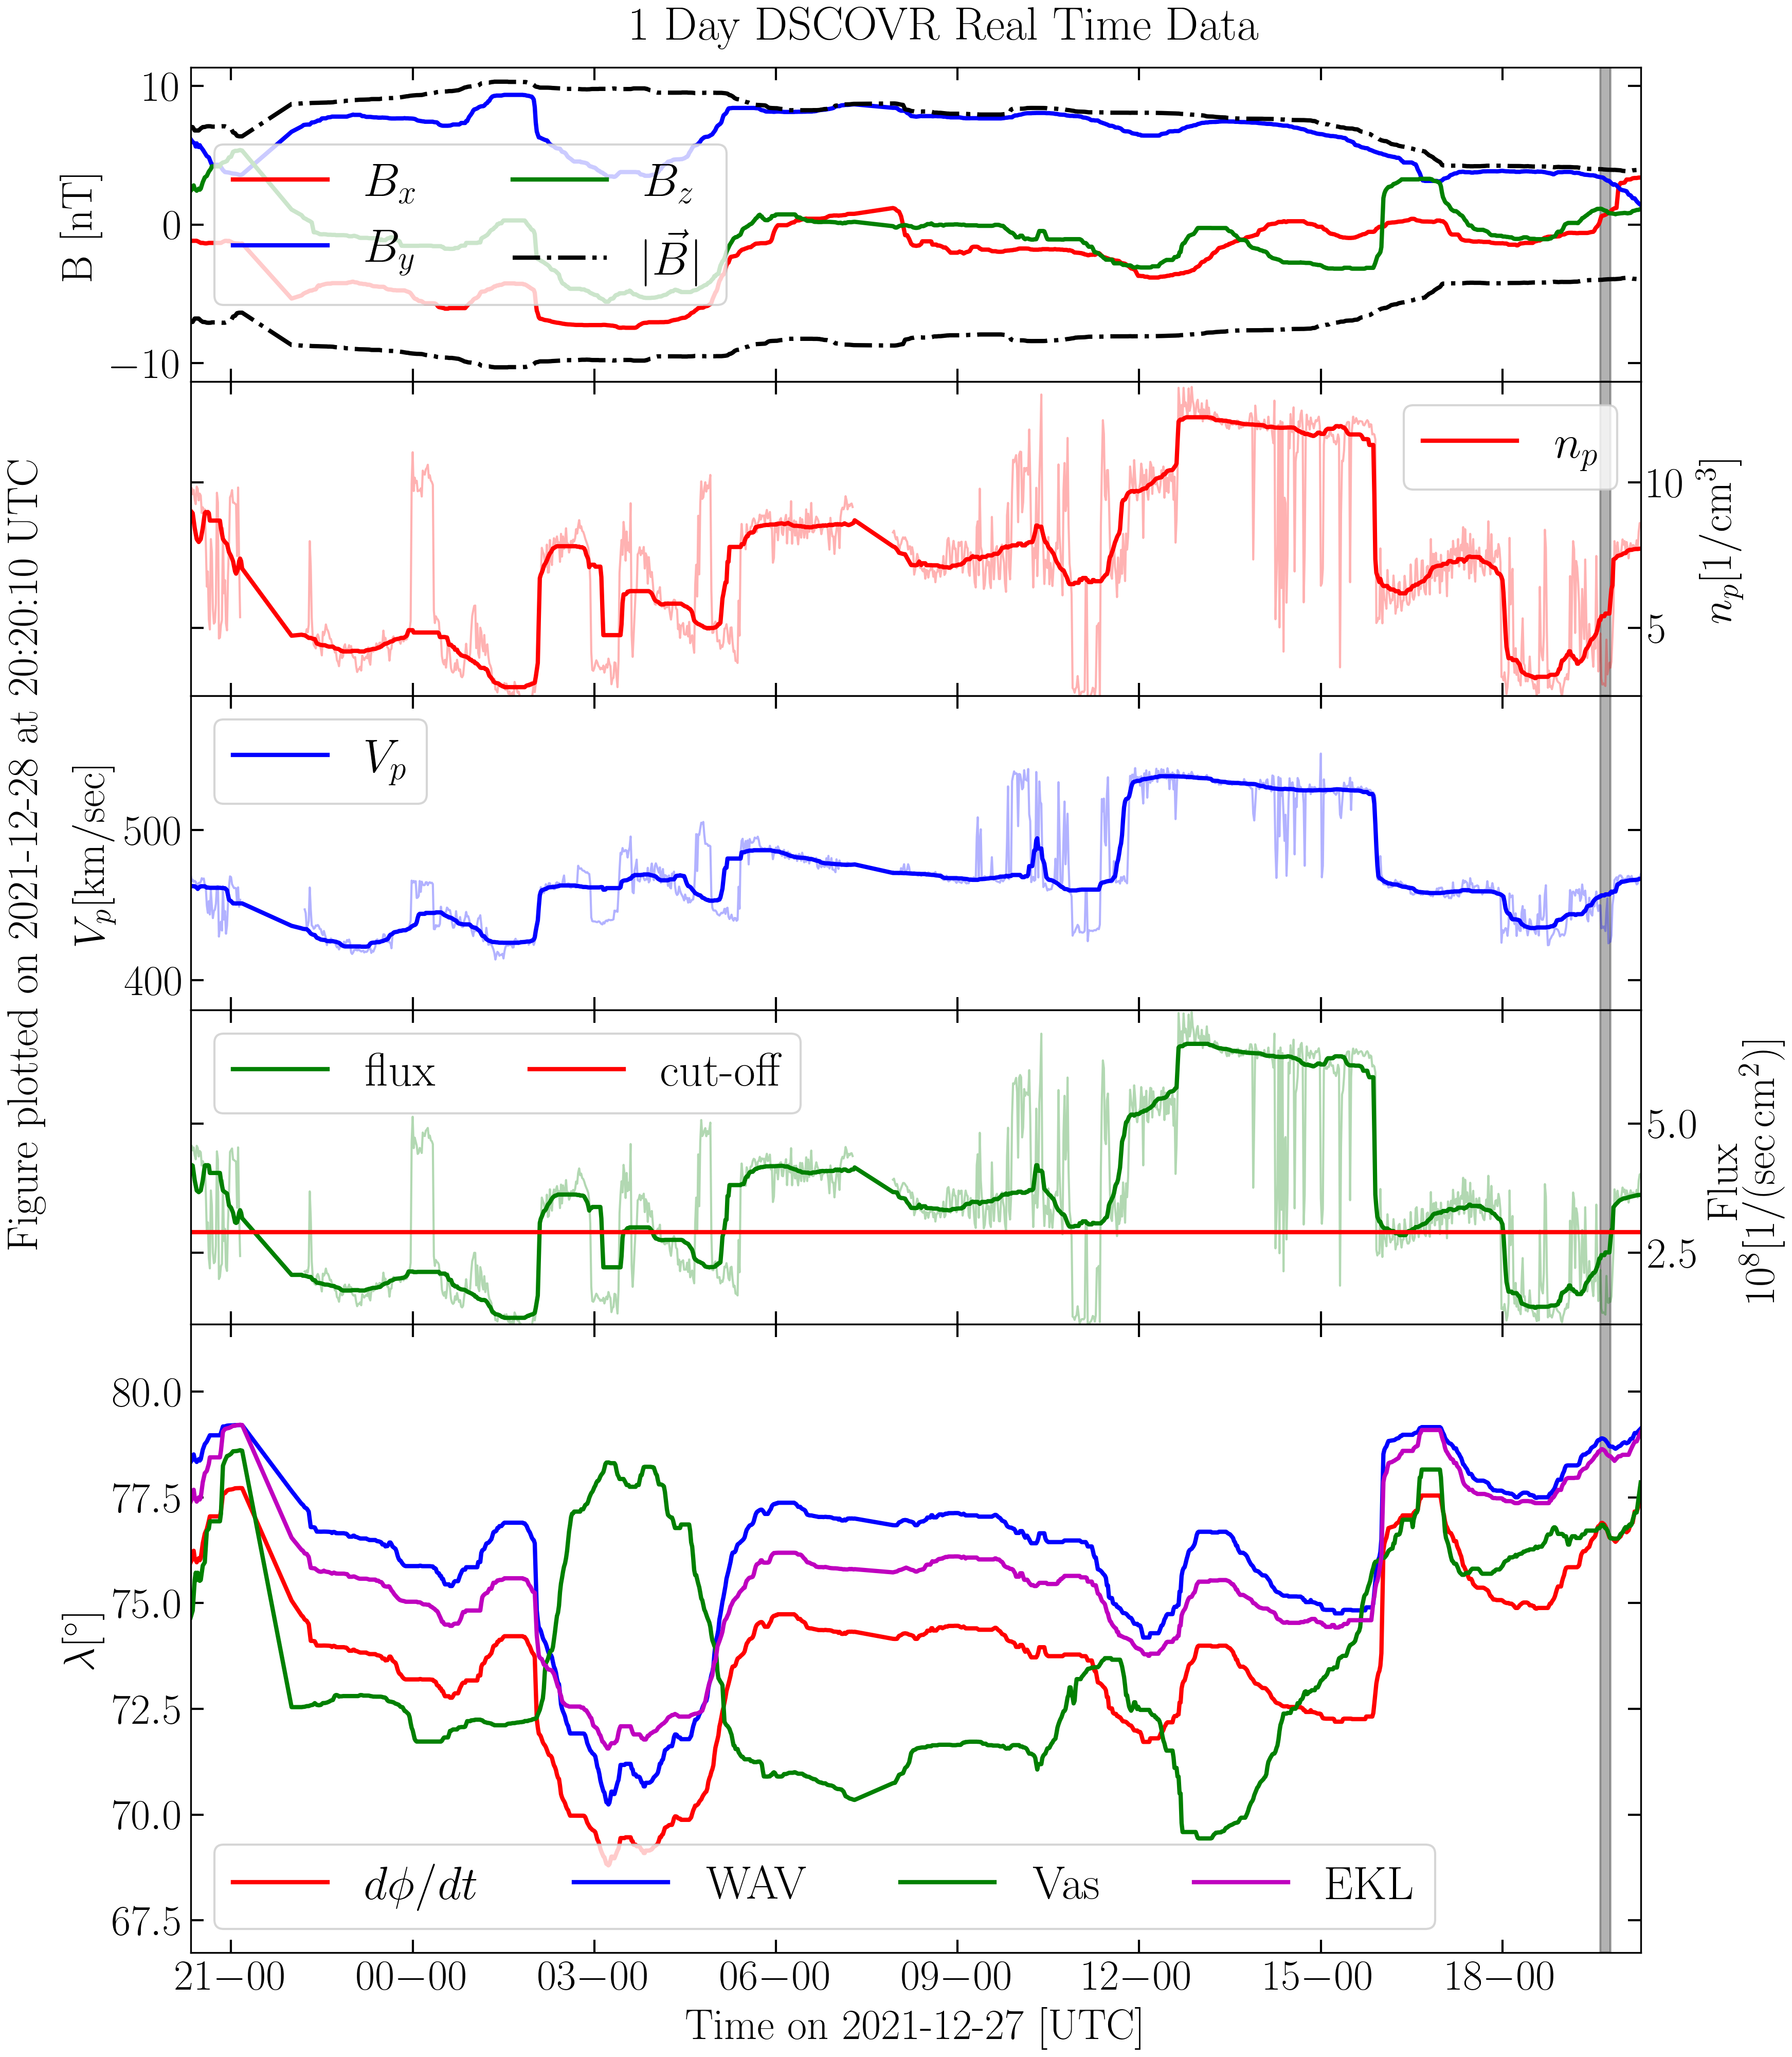 1 Day DSCOVR Real Time Data
Figure plotted on 2021-12-28 at 20:20:10 UTC
B [nT]
10
0
−10
B_x
B_y
B_z
|\vec{B}|
n_p
10
5
n_p[1/cm^3]
V_p
V_p[km/sec]
500
400
flux
cut-off
5.0
2.5
Flux
10^8[1/(sec cm^2)]
λ[°]
80.0
77.5
75.0
72.5
70.0
67.5
dϕ/dt
WAV
Vas
EKL
21−00
00−00
03−00
06−00
09−00
12−00
15−00
18−00
Time on 2021-12-27 [UTC]